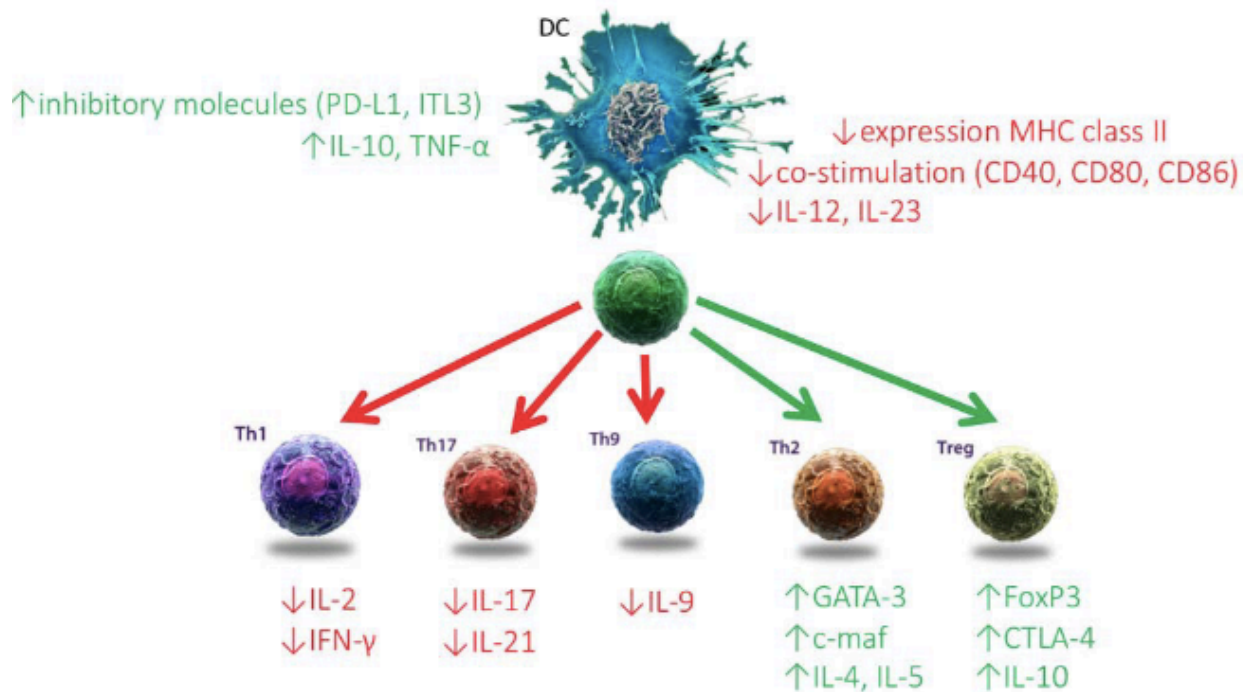 DC
↑inhibitory molecules (PD-L1, ITL3)
↑IL-10, TNF-α
↓expression MHC class II
↓co-stimulation (CD40, CD80, CD86)
↓IL-12, IL-23
Th1
Th17
Th9
Th2
Treg
↓IL-2
↓IFN-γ
↓IL-17
↓IL-21
↓IL-9
↑GATA-3
↑c-maf
↑IL-4, IL-5
↑FoxP3
↑CTLA-4
↑IL-10